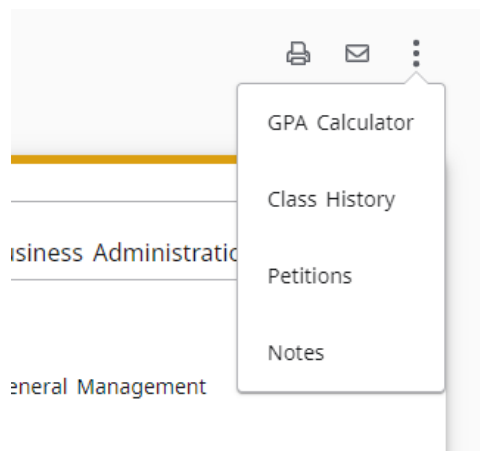 GPA Calculator
Class History
usiness Administratio
Petitions
Notes
eneral Management